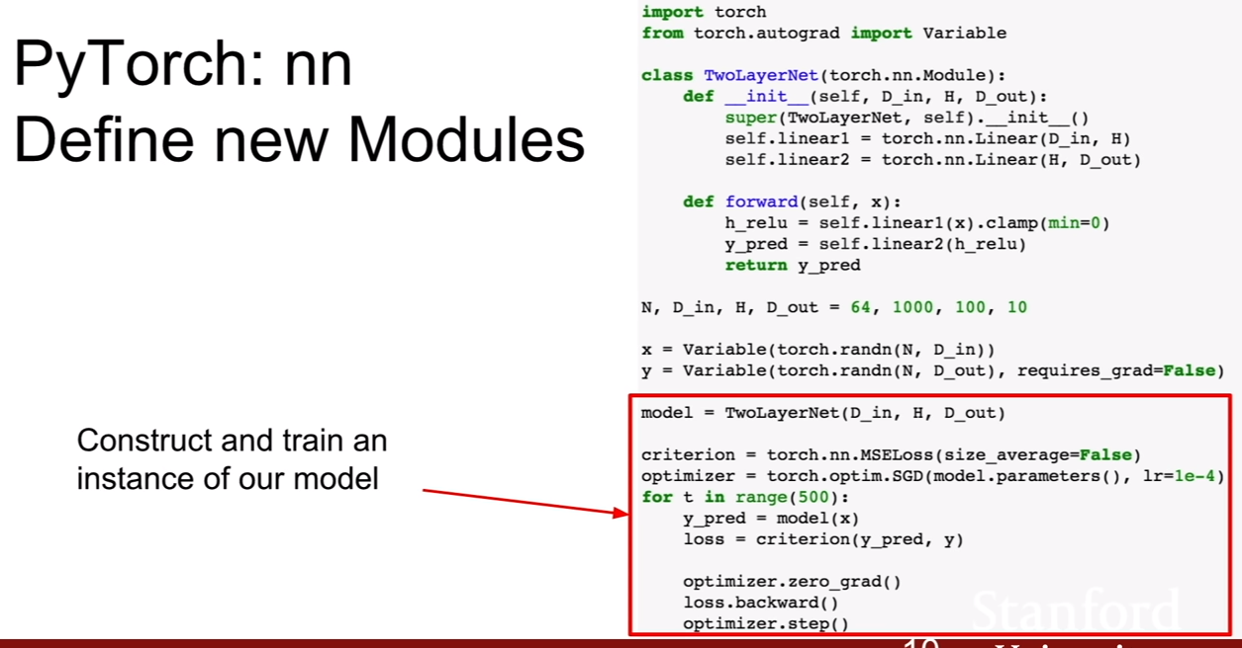 PyTorch: nn
Define new Modules
Construct and train an
instance of our model
import torch
from torch.autograd import Variable
class TwoLayerNet(torch.nn.Module):
    def __init__(self, D_in, H, D_out):
        super(TwoLayerNet, self).__init__()
        self.linear1 = torch.nn.Linear(D_in, H)
        self.linear2 = torch.nn.Linear(H, D_out)
    def forward(self, x):
        h_relu = self.linear1(x).clamp(min=0)
        y_pred = self.linear2(h_relu)
        return y_pred
N, D_in, H, D_out = 64, 1000, 100, 10
x = Variable(torch.randn(N, D_in))
y = Variable(torch.randn(N, D_out), requires_grad=False)
model = TwoLayerNet(D_in, H, D_out)
criterion = torch.nn.MSELoss(size_average=False)
optimizer = torch.optim.SGD(model.parameters(), lr=1e-4)
for t in range(500):
    y_pred = model(x)
    loss = criterion(y_pred, y)
    optimizer.zero_grad()
    loss.backward()
    optimizer.step()
Stanford